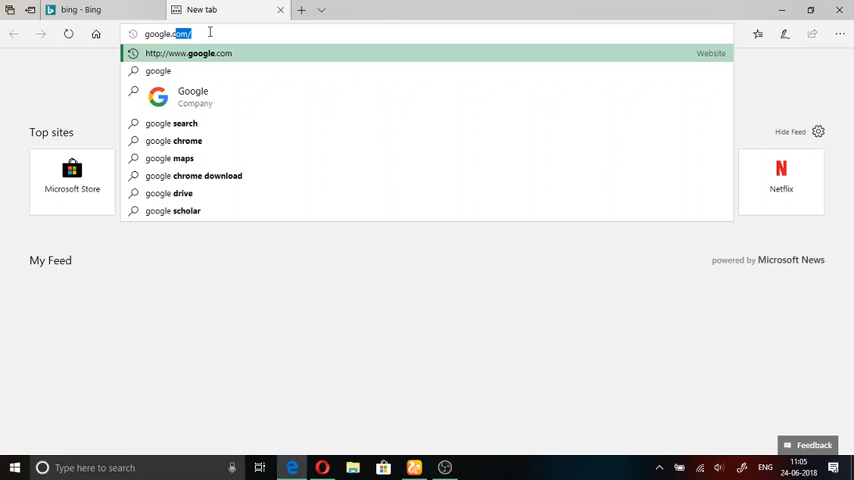 bing - Bing
New tab
google.com/
http://www.google.com
Website
google
Google
Company
google search
google chrome
google maps
google chrome download
google drive
google scholar
Top sites
Hide Feed
Microsoft Store
Netflix
My Feed
powered by Microsoft News
Feedback
Type here to search
ENG
11:05
24-06-2018